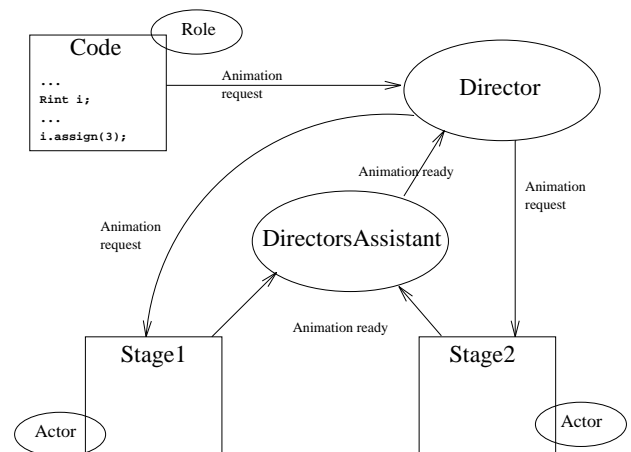 Code
Role
...
Rint i;
...
i.assign(3);
Animation
request
Director
Animation ready
Animation
request
Animation
request
DirectorsAssistant
Animation ready
Stage1
Stage2
Actor
Actor